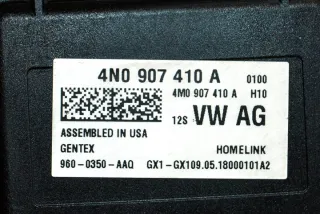 4N0 907 410 A 0100
4M0 907 410 A H10
12S VW AG
ASSEMBLED IN USA
GENTEX HOMELINK
960-0350-AAQ GX1-GX109.05.18000101A2